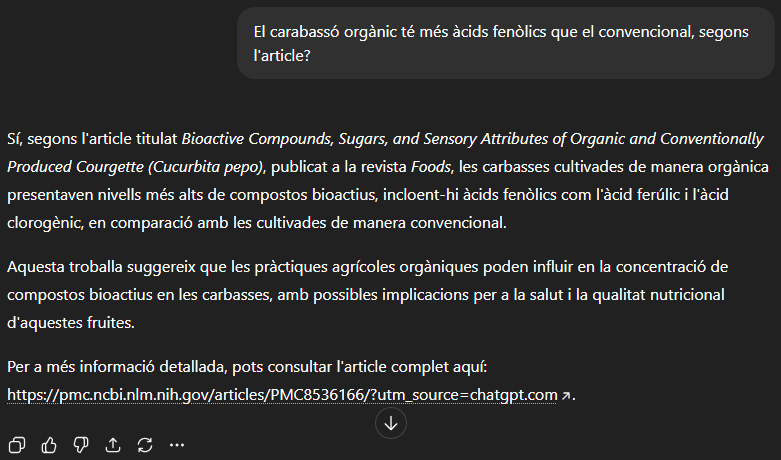 El carabassó orgànic té més àcids fenòlics que el convencional, segons
l'article?
Sí, segons l'article titulat Bioactive Compounds, Sugars, and Sensory Attributes of Organic and Conventionally
Produced Courgette (Cucurbita pepo), publicat a la revista Foods, les carbasses cultivades de manera orgànica
presentaven nivells més alts de compostos bioactius, incloent-hi àcids fenòlics com l'àcid ferúlic i l'àcid
clorogènic, en comparació amb les cultivades de manera convencional.
Aquesta troballa suggereix que les pràctiques agrícoles orgàniques poden influir en la concentració de
compostos bioactius en les carbasses, amb possibles implicacions per a la salut i la qualitat nutricional
d'aquestes fruites.
Per a més informació detallada, pots consultar l'article complet aquí:
https://pmc.ncbi.nlm.nih.gov/articles/PMC8536166/?utm_source=chatgpt.com.